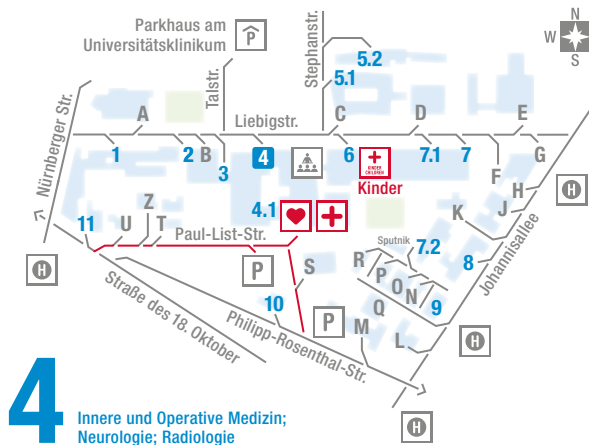 N
W
S
Parkhaus am
Universitätsklinikum
P
Talstr.
Stephanstr.
5.2
5.1
Nürnberger Str.
A
Liebigstr.
C
D
E
1
2
B
3
4
6
KINDER
CHILDREN
Kinder
7.1
7
F
G
H
H
J
K
Johannisallee
4.1
11
U
Z
T
Paul-List-Str.
H
P
S
Sputnik
7.2
R
P
O
N
Q
8
9
10
P
M
L
H
Straße des 18. Oktober
Philipp-Rosenthal-Str.
H
4
Innere und Operative Medizin;
Neurologie; Radiologie